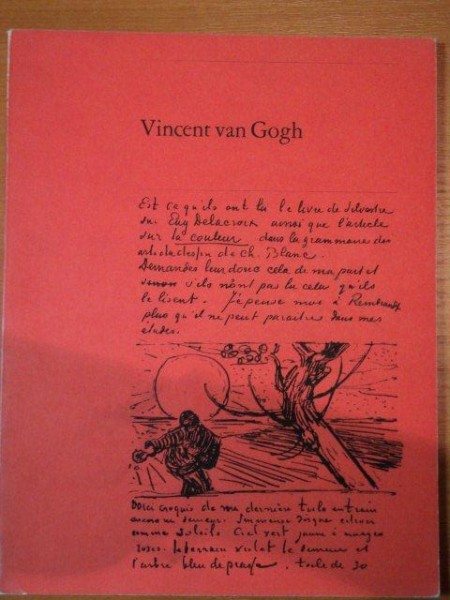 Vincent van Gogh
Est ce qu'ils ont lu le livre de Silvestre
sur Eug Delacroix ainsi que l'article
sur la couleur dans la grammaire des
arts du dessin de Ch. Blanc.
Demandes leur donc cela de ma part et
sinon s'ils n'ont pas lu cela qu'ils
le lisent. J'pense moi à Rembrandt
plus qu'il ne peut paraitre dans mes
études.
Voici croquis de ma dernière toile en train
encore un semeur. Immense disque citron
comme soleil. Ciel vert jaune à nuages
roses. le terrain violet le semeur et
l'arbre bleu de prusse. toile de 30